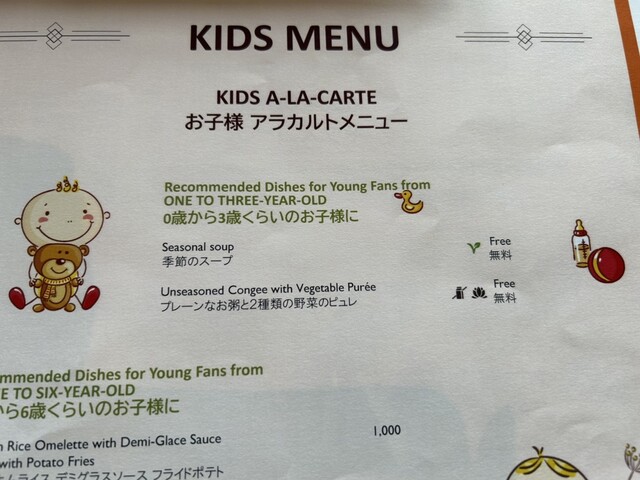 KIDS MENU
KIDS A-LA-CARTE
お子様 アラカルトメニュー
Recommended Dishes for Young Fans from
ONE TO THREE-YEAR-OLD
0歳から3歳くらいのお子様に
Seasonal soup Free
季節のスープ 無料
Unseasoned Congee with Vegetable Purée Free
プレーンなお粥と2種類の野菜のピュレ 無料
Dishes for Young Fans from
TO SIX-YEAR-OLD
から6歳くらいのお子様に
Rice Omelette with Demi-Glace Sauce 1,000
with Potato Fries
ムライス デミグラスソース フライドポテト